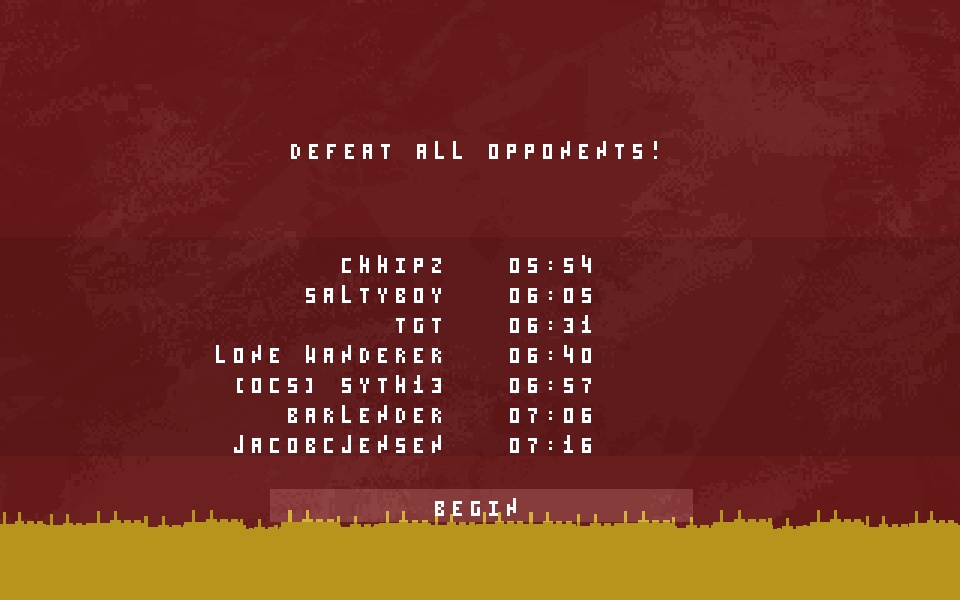 DEFEAT ALL OPPONENTS!
CHHIPZ 05:54
SALTYBOY 06:05
TGT 06:31
LONE WANDERER 06:40
[OCS] SYTH13 06:57
BARLENDER 07:06
JACOBCJENSEN 07:16
BEGIN